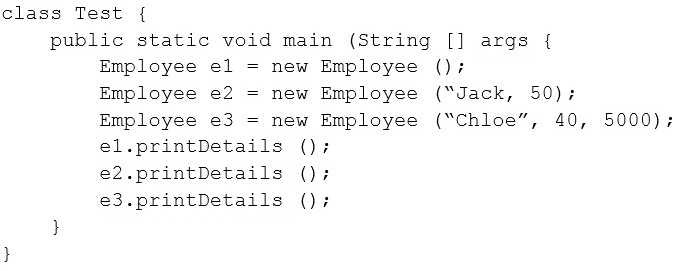 class Test {
public static void main (String [] args {
Employee e1 = new Employee ();
Employee e2 = new Employee (“Jack, 50);
Employee e3 = new Employee (“Chloe”, 40, 5000);
e1.printDetails ();
e2.printDetails ();
e3.printDetails ();
}
}